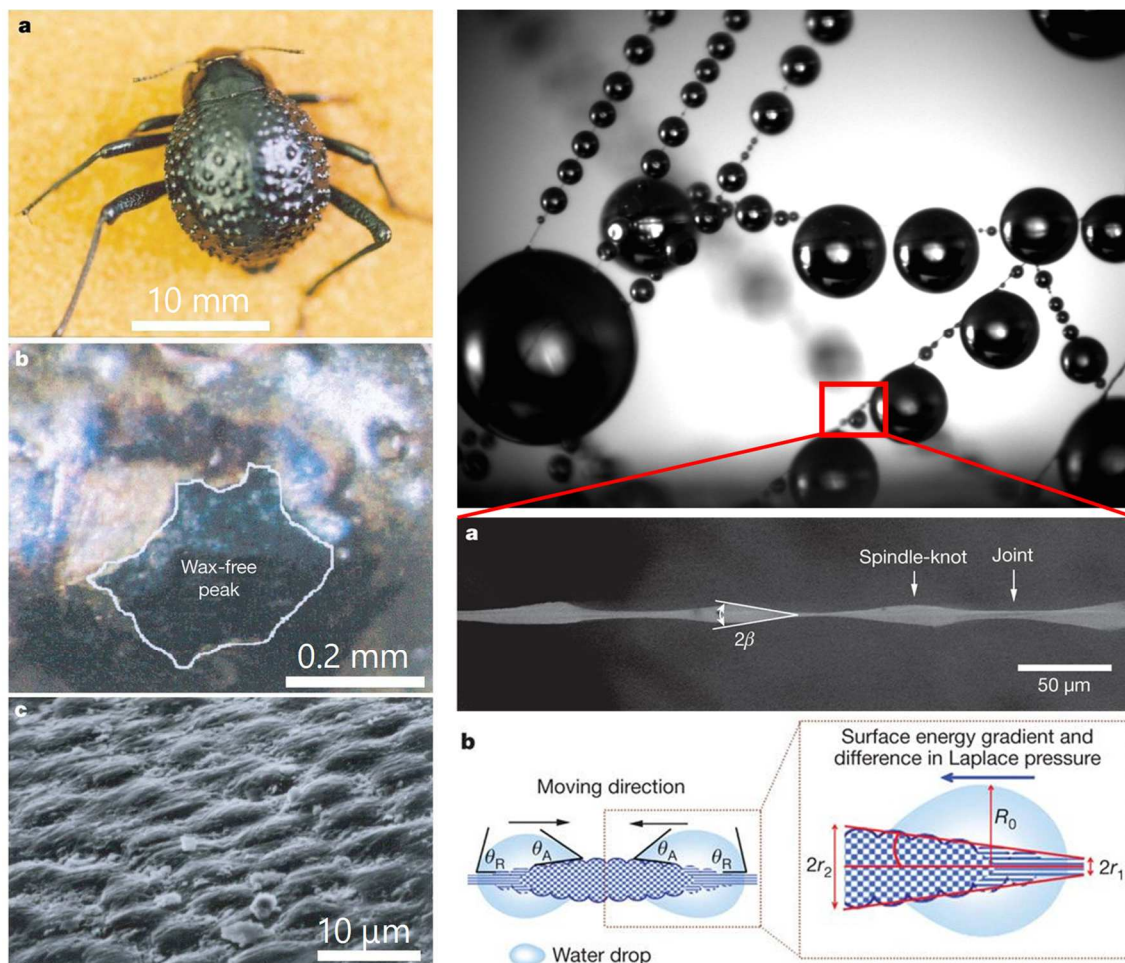 a
10 mm
b
Wax-free
peak
0.2 mm
c
10 µm
a
Spindle-knot
Joint
2β
50 µm
b
Moving direction
θR
θA
θA
θR
Water drop
Surface energy gradient and
difference in Laplace pressure
R0
2r2
2r1